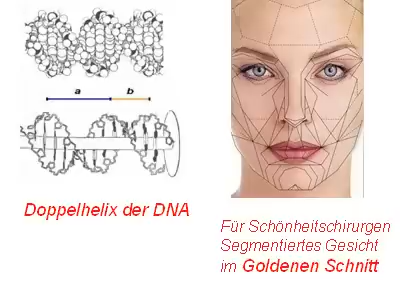 a b
Doppelhelix der DNA
Für Schönheitschirurgen
Segmentiertes Gesicht
im Goldenen Schnitt